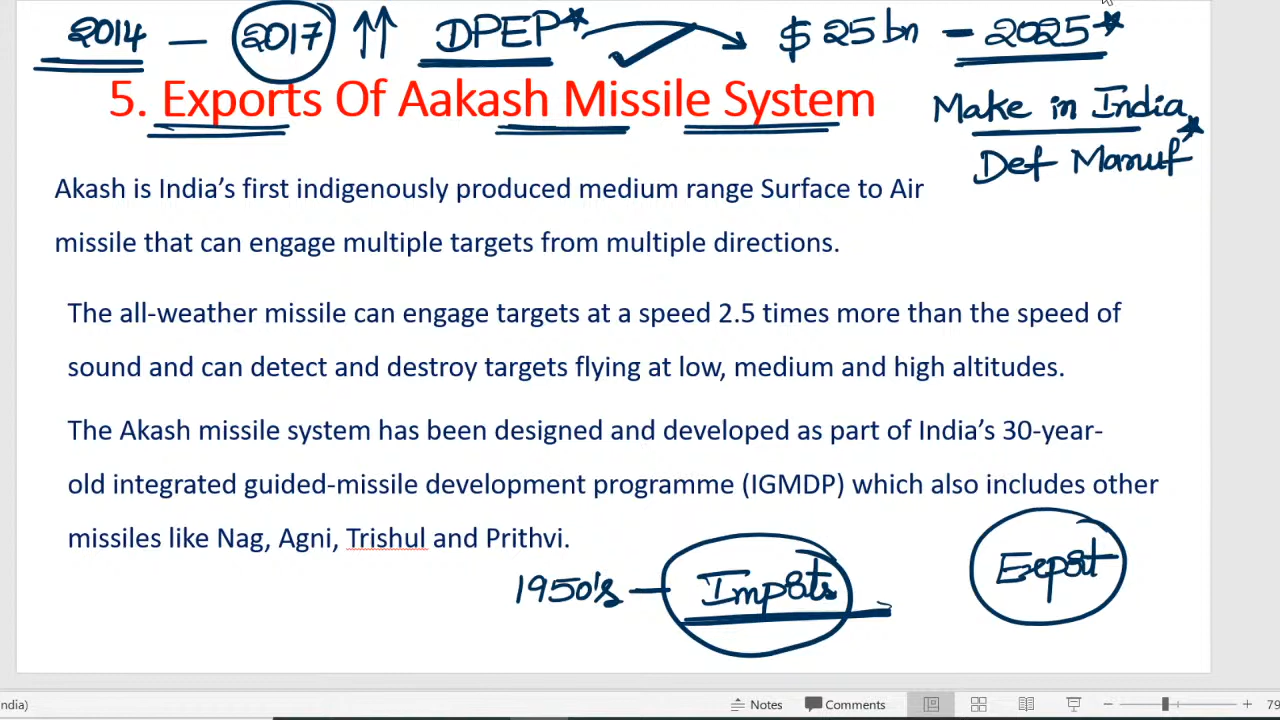 2014 — 2017 ↑↑ DPEP* → $25bn - 2025*
5. Exports Of Aakash Missile System
Make in India
Def Manuf*
Akash is India's first indigenously produced medium range Surface to Air
missile that can engage multiple targets from multiple directions.
The all-weather missile can engage targets at a speed 2.5 times more than the speed of
sound and can detect and destroy targets flying at low, medium and high altitudes.
The Akash missile system has been designed and developed as part of India's 30-year-
old integrated guided-missile development programme (IGMDP) which also includes other
missiles like Nag, Agni, Trishul and Prithvi.
1950's — Imports
Export
ndia)
Notes
Comments
79